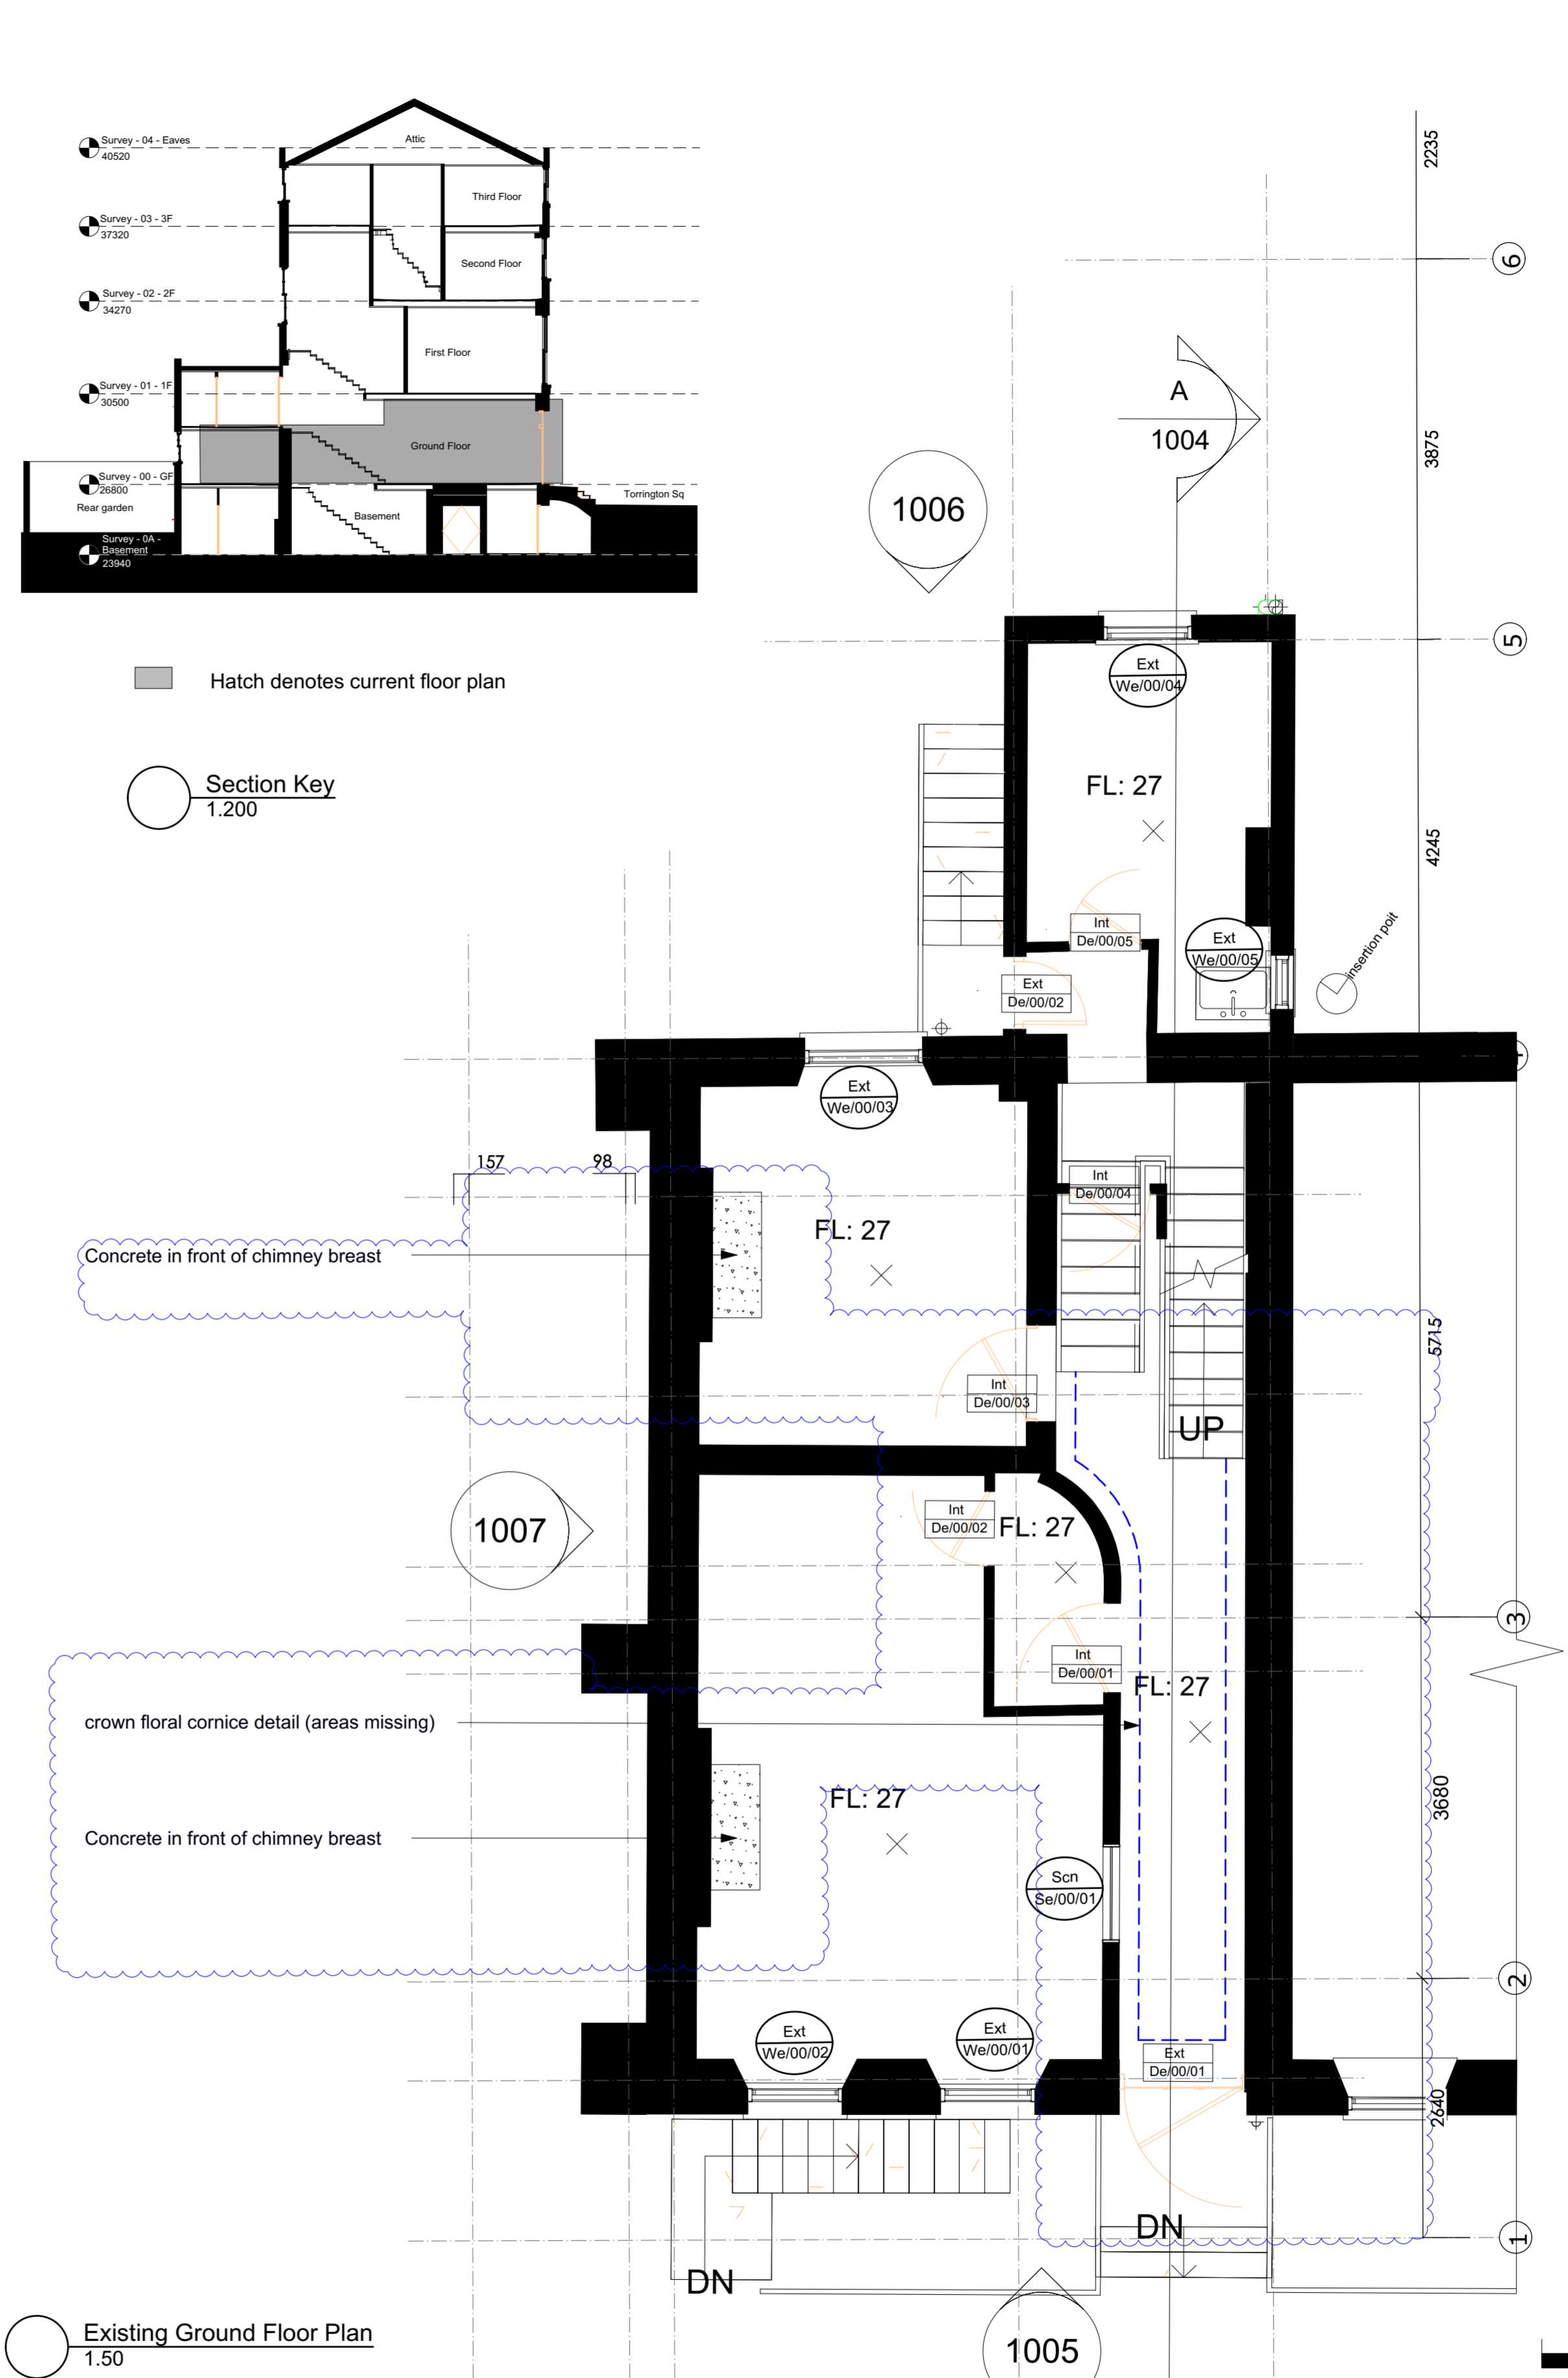 Survey - 04 - Eaves
40520
Attic
Survey - 03 - 3F
37320
Third Floor
Second Floor
Survey - 02 - 2F
34270
First Floor
Survey - 01 - 1F
30500
Ground Floor
Survey - 00 - GF
26800
Rear garden
Torrington Sq
Basement
Survey - 0A -
Basement
23940
Hatch denotes current floor plan
Section Key
1.200
2235
6
A
1004
3875
1006
5
Ext
We/00/04
FL: 27
4245
Int
De/00/05
Ext
We/00/05
insertion poit
Ext
De/00/02
Ext
We/00/03
157
98
Int
De/00/04
FL: 27
Concrete in front of chimney breast
5715
Int
De/00/03
UP
1007
Int
De/00/02
FL: 27
3
Int
De/00/01
FL: 27
crown floral cornice detail (areas missing)
FL: 27
3680
Concrete in front of chimney breast
Scn
Se/00/01
2
Ext
We/00/02
Ext
We/00/01
Ext
De/00/01
2640
DN
1
DN
Existing Ground Floor Plan
1.50
1005